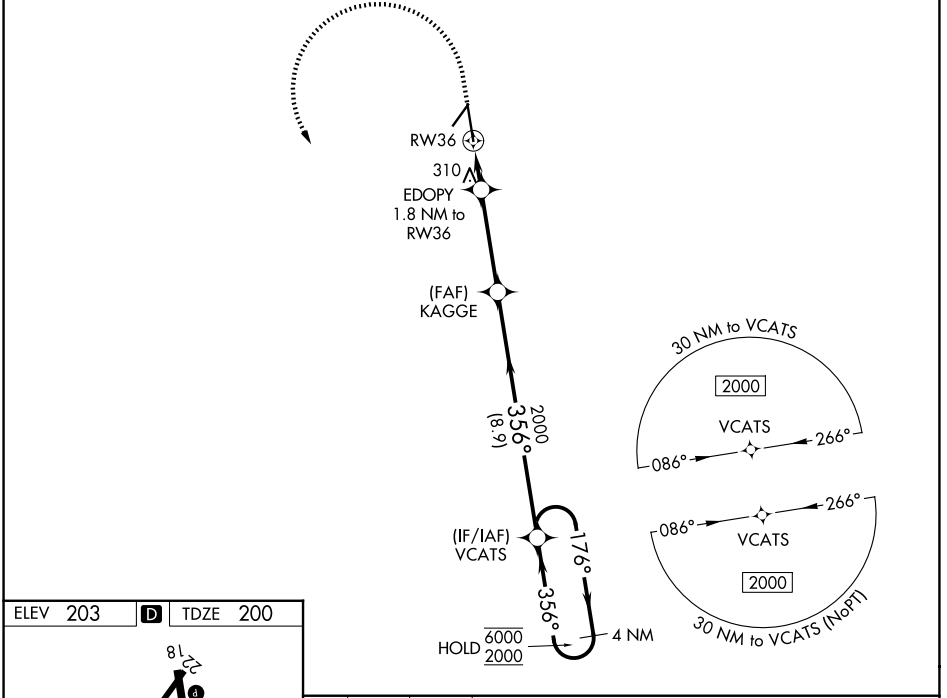 RW36
310
EDOPY
1.8 NM to
RW36
(FAF)
KAGGE
2000
356°
(8.9)
(IF/IAF)
VCATS
176°
356°
HOLD 6000
2000
4 NM
30 NM to VCATS
2000
VCATS
086°
266°
086°
266°
VCATS
2000
30 NM to VCATS (NoPT)
ELEV 203 D TDZE 200
2218
P